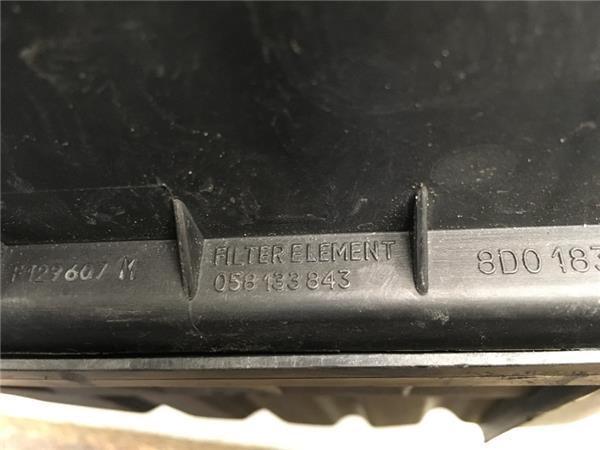 F129607 M
FILTER ELEMENT
058 133 843
8D0 183